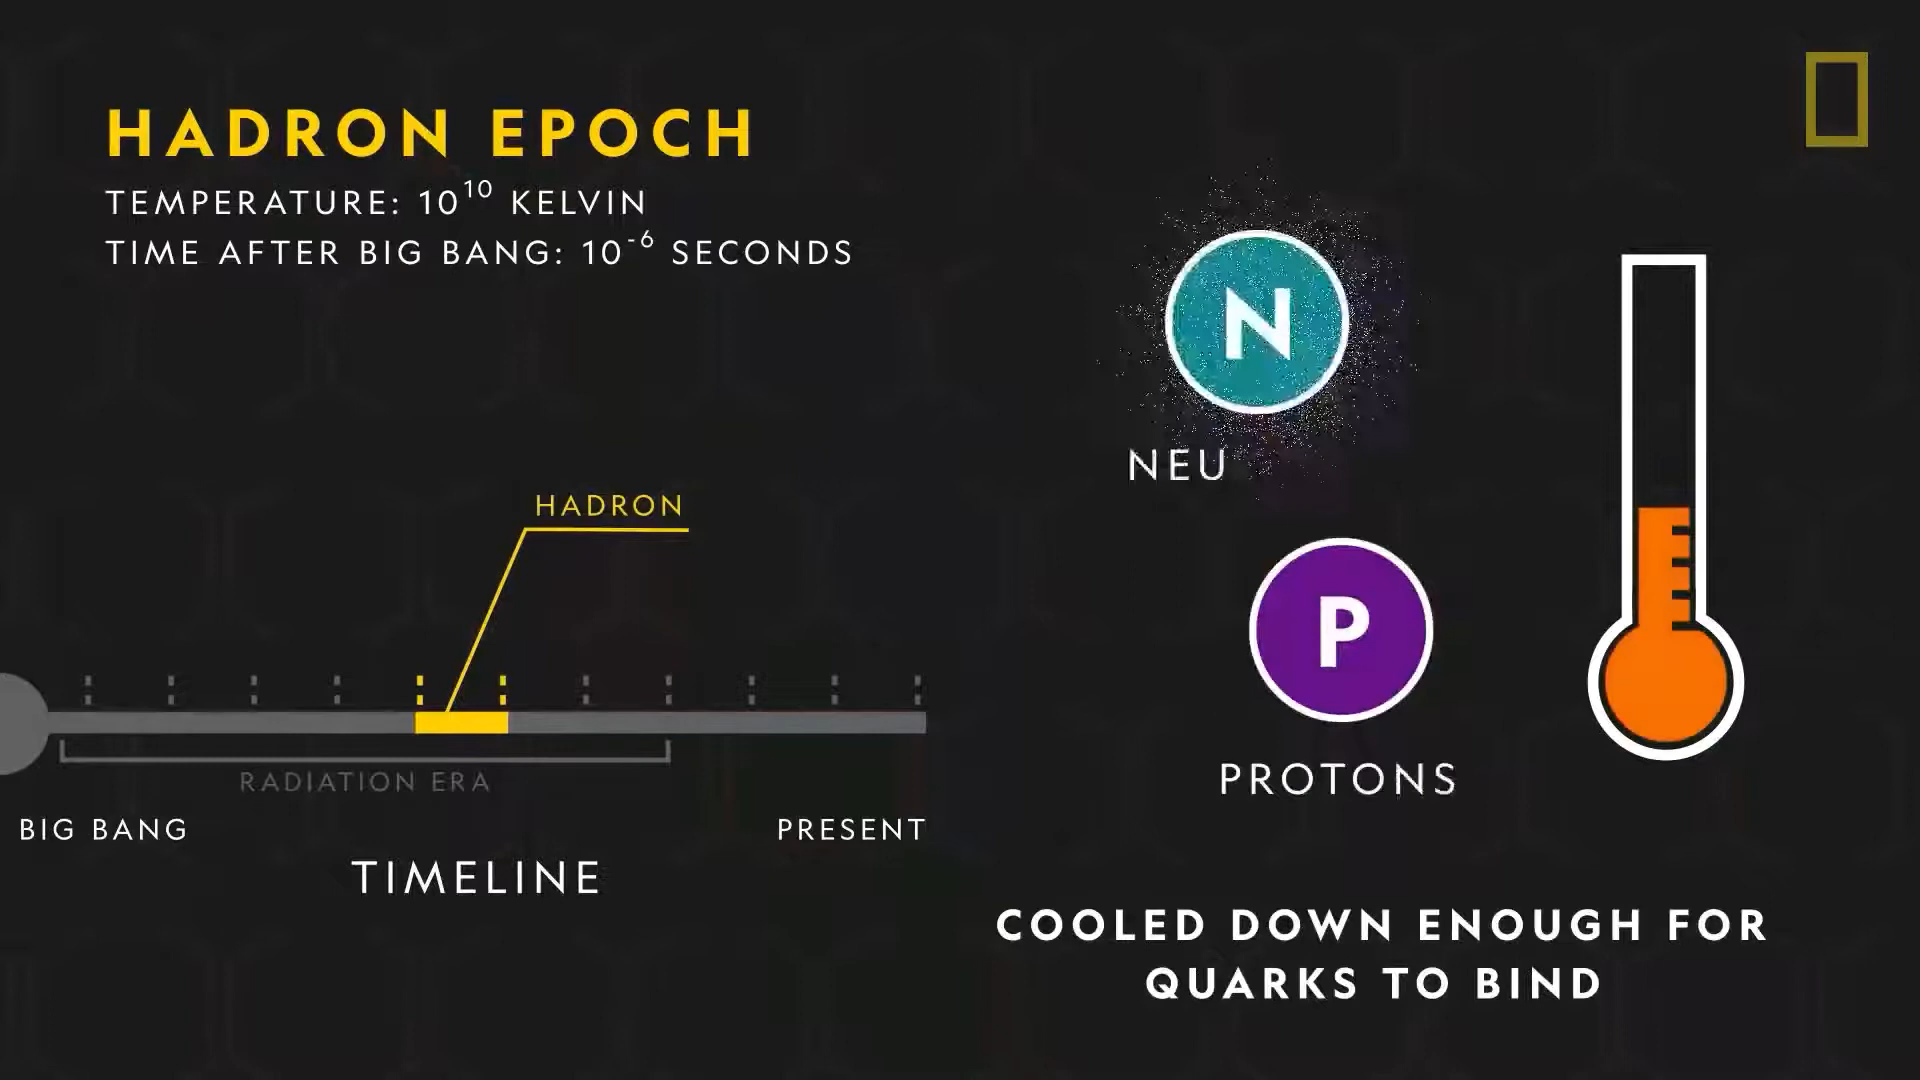 HADRON EPOCH
TEMPERATURE: 10¹⁰ KELVIN
TIME AFTER BIG BANG: 10⁻⁶ SECONDS
N
NEU
HADRON
P
PROTONS
RADIATION ERA
BIG BANG
PRESENT
TIMELINE
COOLED DOWN ENOUGH FOR
QUARKS TO BIND